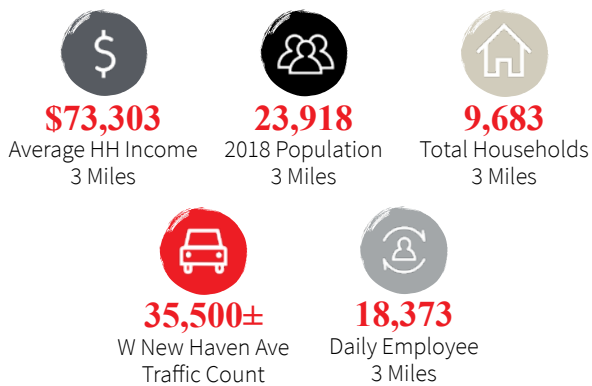 $
$73,303
Average HH Income
3 Miles
23,918
2018 Population
3 Miles
9,683
Total Households
3 Miles
35,500±
W New Haven Ave
Traffic Count
18,373
Daily Employee
3 Miles